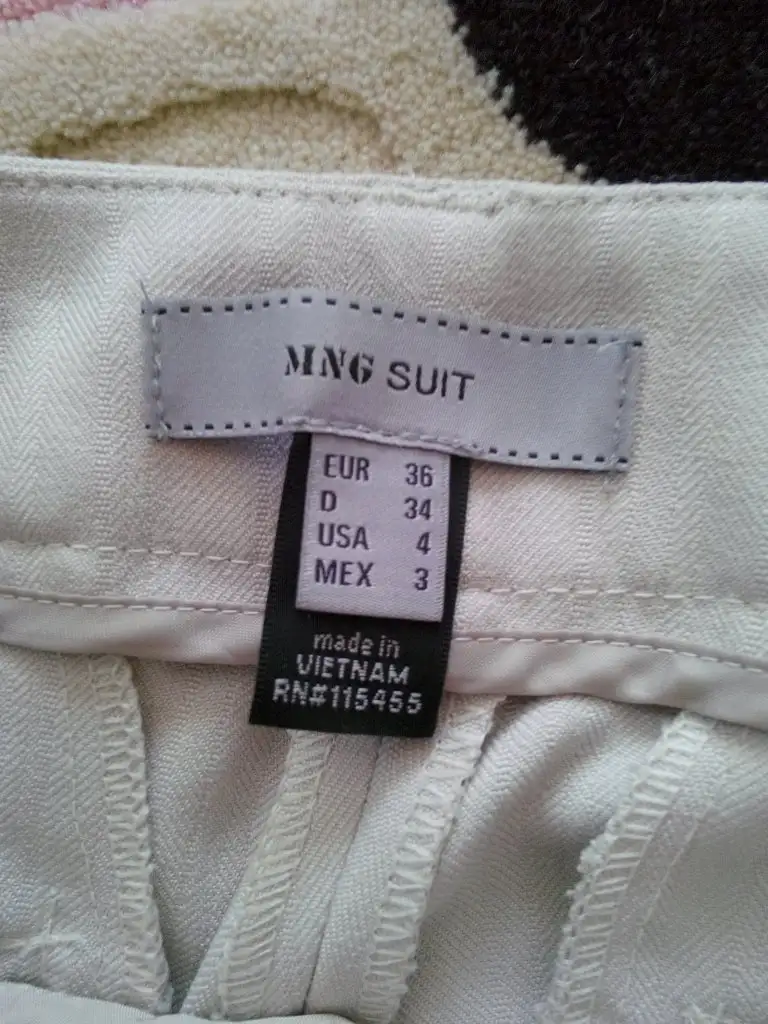 MNG SUIT
EUR 36
D 34
USA 4
MEX 3
made in
VIETNAM
RN#115455